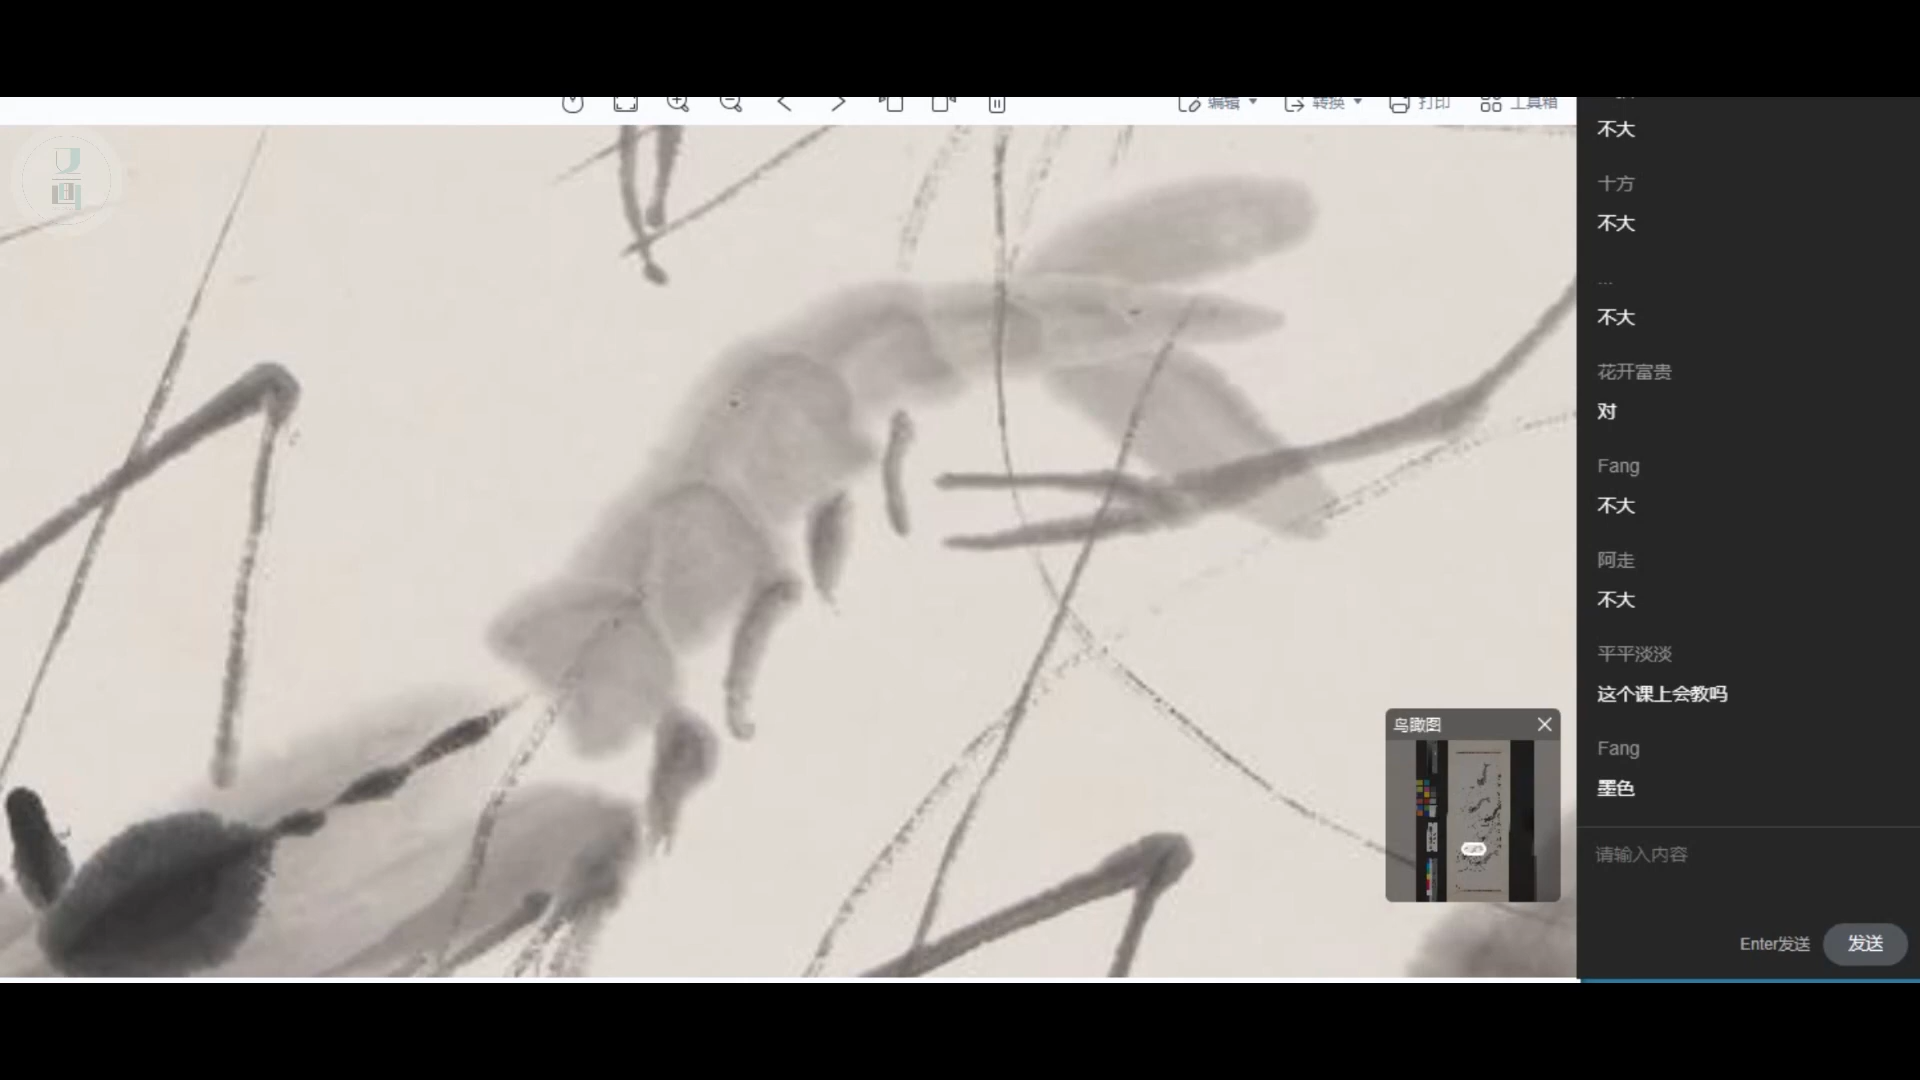 编辑
转换
打印
工具箱
不大
十方
不大
...
不大
花开富贵
对
Fang
不大
阿走
不大
平平淡淡
这个课上会教吗
Fang
墨色
鸟瞰图
请输入内容
Enter发送
发送